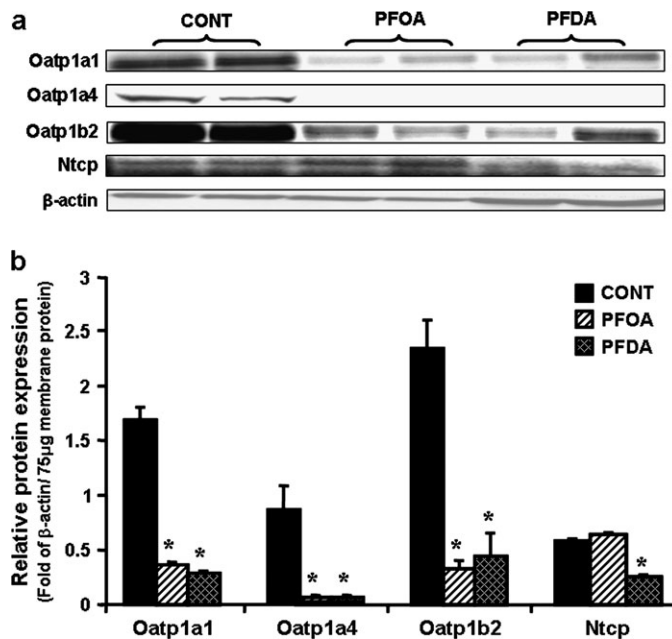 a
CONT PFOA PFDA
Oatp1a1
Oatp1a4
Oatp1b2
Ntcp
β-actin
b
Relative protein expression
(Fold of β-actin/ 75µg membrane protein)
3
2.5
2
1.5
1
0.5
0
CONT
PFOA
PFDA
* *
* *
* *
*
Oatp1a1 Oatp1a4 Oatp1b2 Ntcp